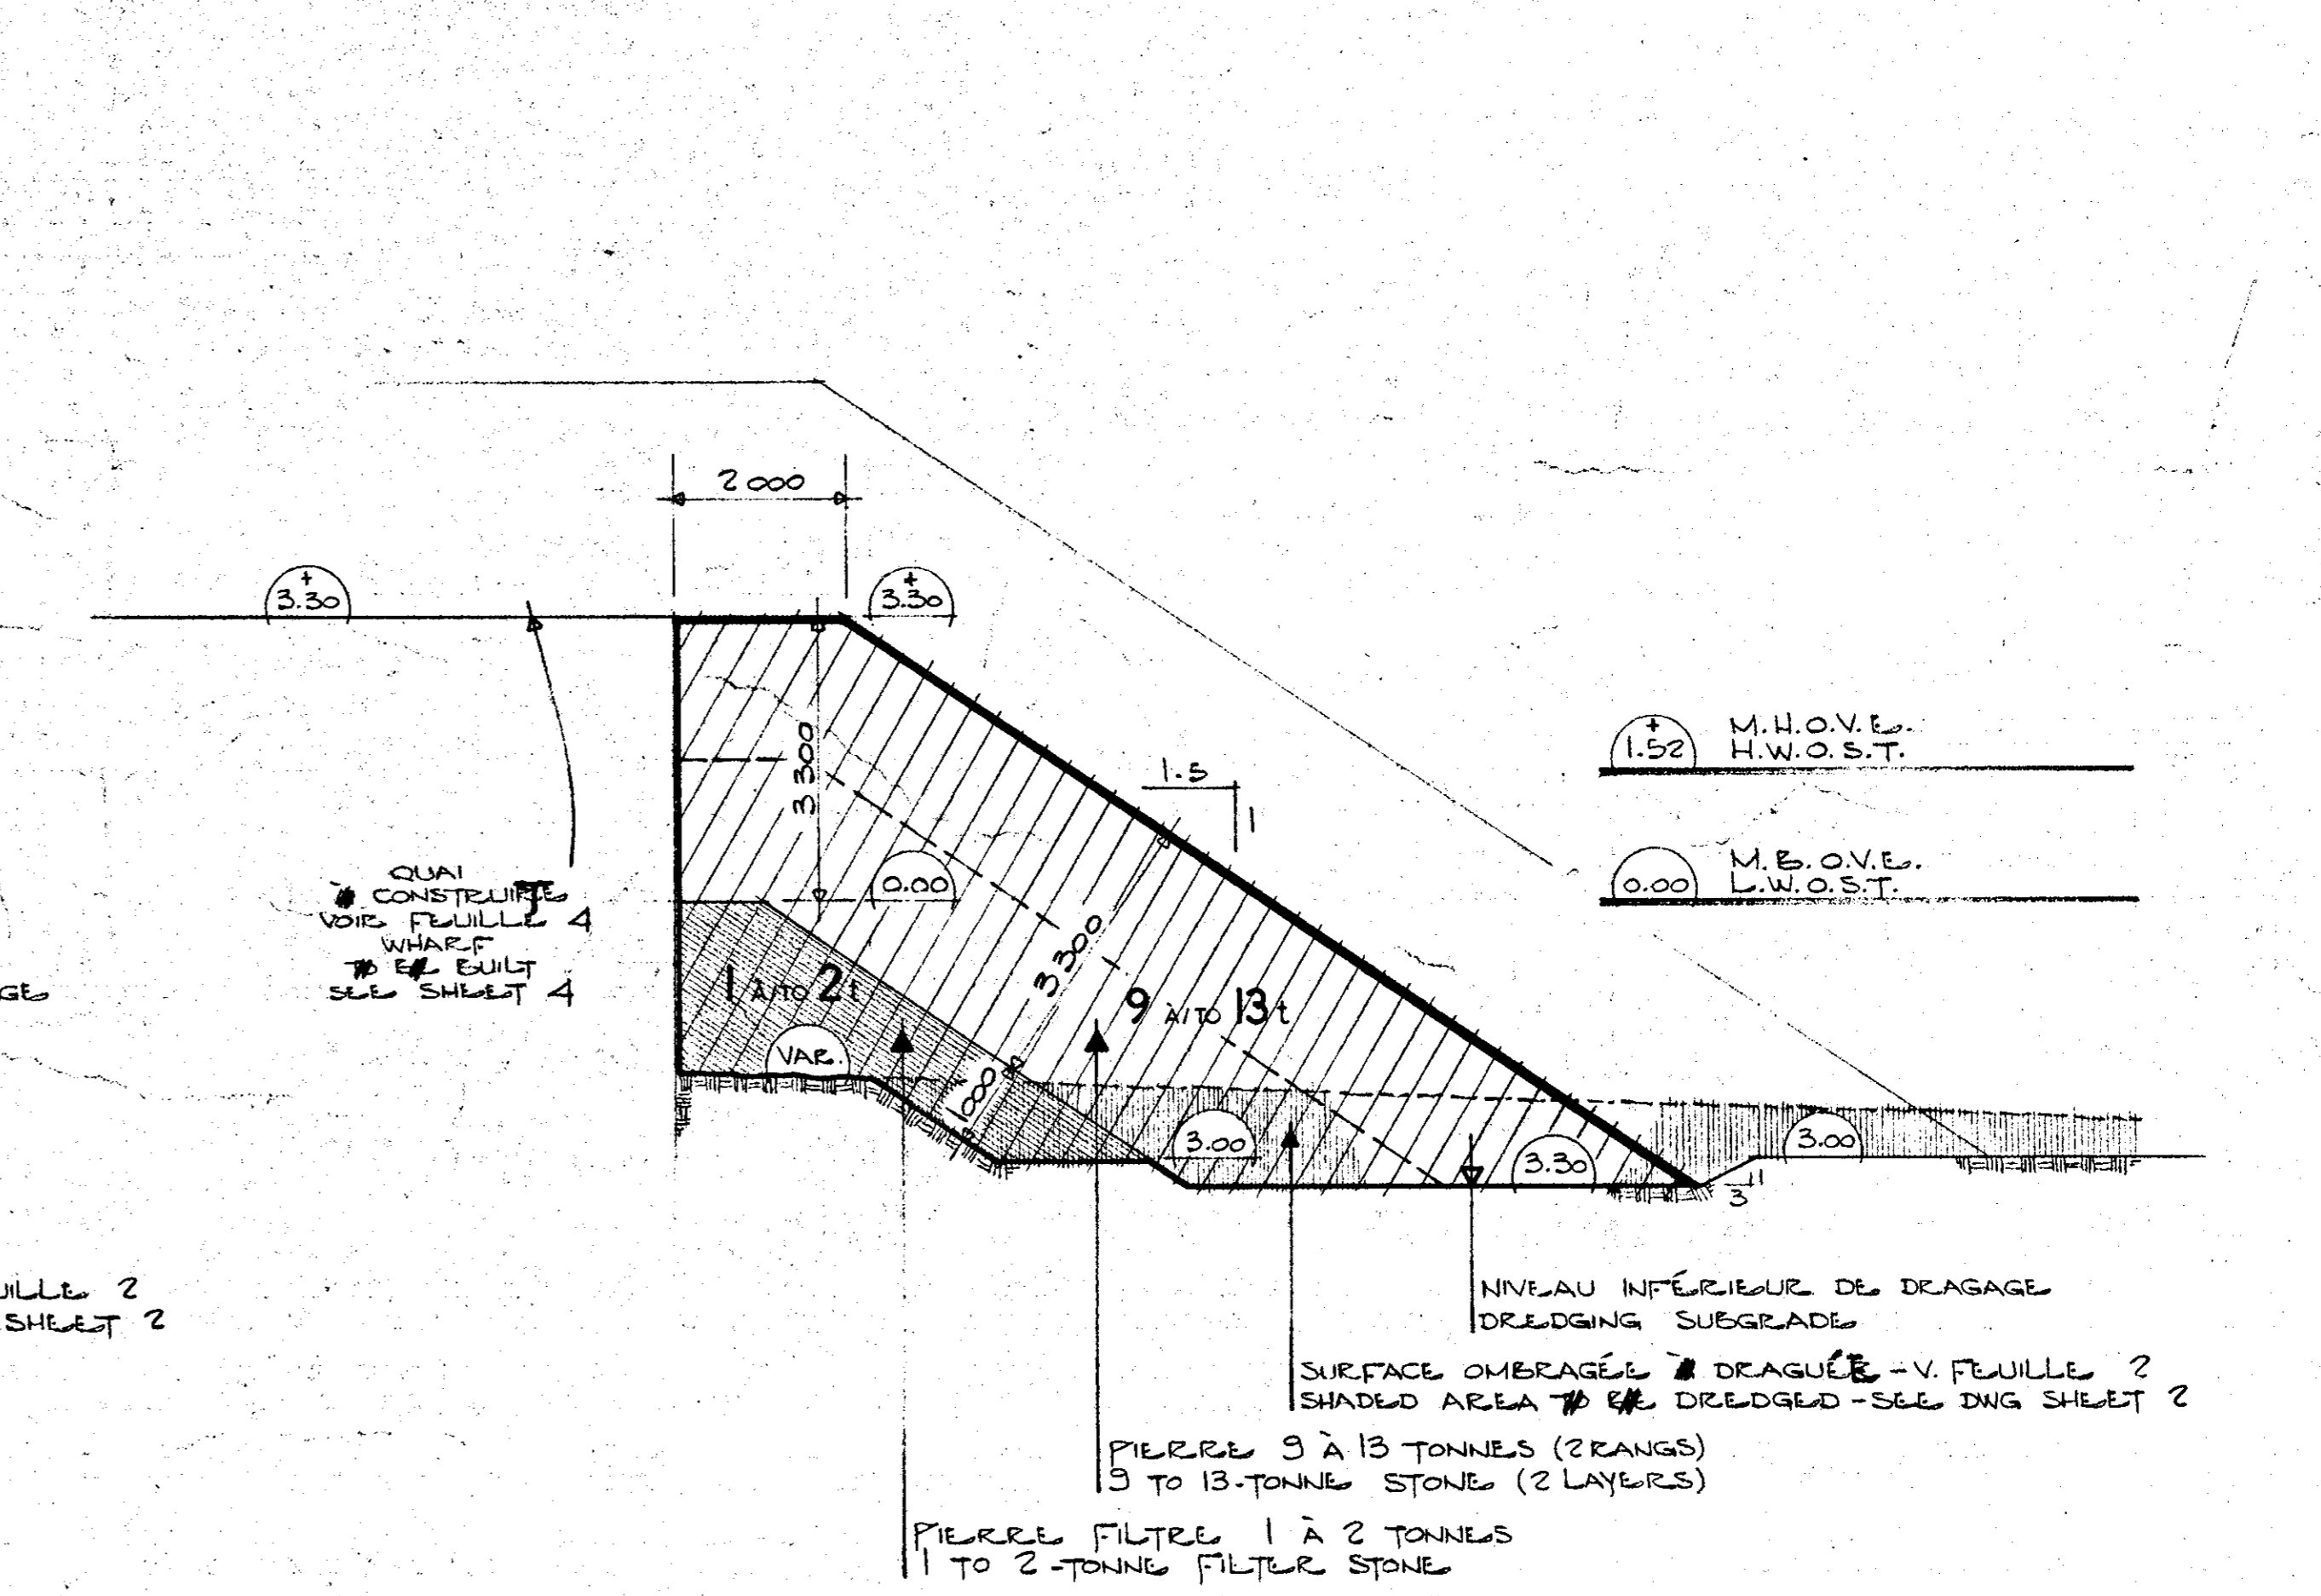 2 000
+
3.30
+
3.30
3 300
1.5
1
+
1.52
M.H.O.V.E.
H.W.O.S.T.
0.00
M.B.O.V.E.
L.W.O.S.T.
0.00
QUAI
CONSTRUIT
VOIR FEUILLE 4
WHARF
BUILT
SEE SHEET 4
GE
3 300
1 À/TO 2t
9 À/TO 13t
VAR.
3.00
3.30
3.00
1
3
UILLE 2
SHEET 2
NIVEAU INFÉRIEUR DE DRAGAGE
DREDGING SUBGRADE
SURFACE OMBRAGÉE DRAGUÉE - V. FEUILLE 2
SHADED AREA DREDGED - SEE DWG SHEET 2
PIERRE 9 À 13 TONNES (2 RANGS)
9 TO 13-TONNE STONE (2 LAYERS)
PIERRE FILTRE 1 À 2 TONNES
1 TO 2-TONNE FILTER STONE